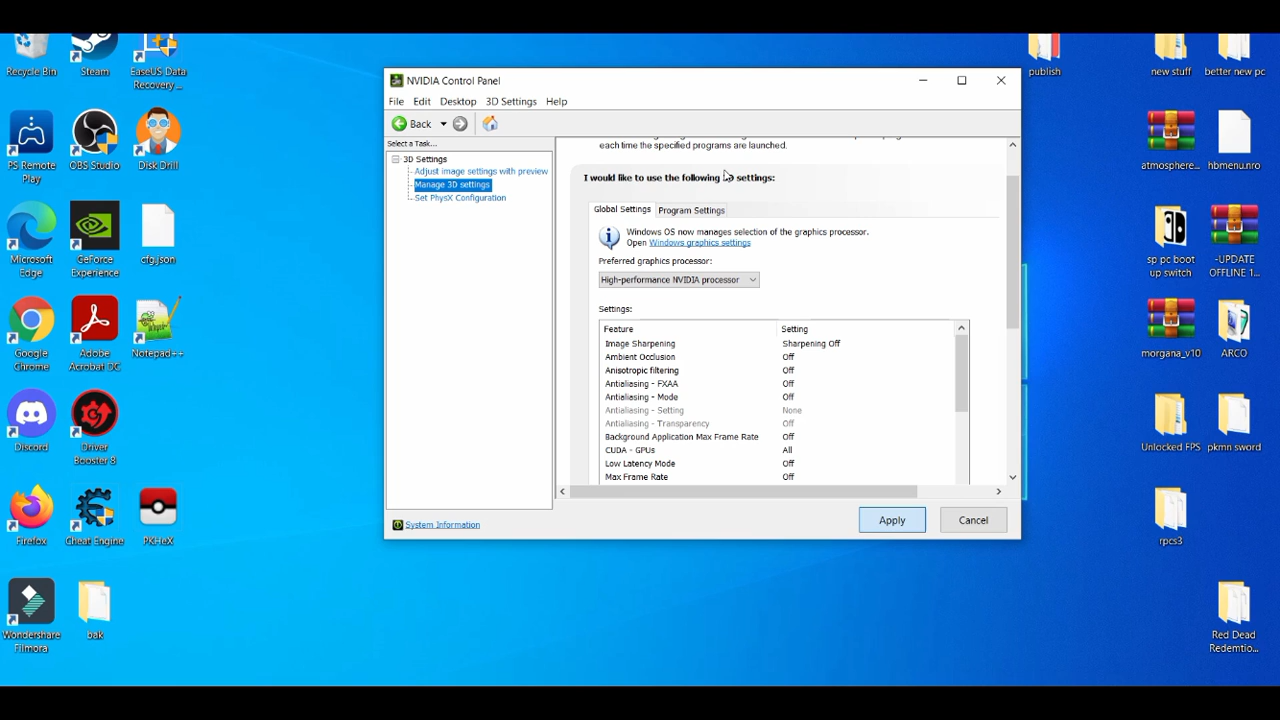 Recycle Bin
Steam
EaseUS Data
Recovery ...
PS Remote
Play
OBS Studio
Disk Drill
Microsoft
Edge
GeForce
Experience
cfg.json
Google
Chrome
Adobe
Acrobat DC
Notepad++
Discord
Driver
Booster 8
Firefox
Cheat Engine
PKHeX
Wondershare
Filmora
bak
NVIDIA Control Panel
File Edit Desktop 3D Settings Help
Back
Select a Task...
3D Settings
Adjust image settings with preview
Manage 3D settings
Set PhysX Configuration
System Information
each time the specified programs are launched.
I would like to use the following 3D settings:
Global Settings Program Settings
Windows OS now manages selection of the graphics processor.
Open Windows graphics settings
Preferred graphics processor:
High-performance NVIDIA processor
Settings:
Feature Setting
Image Sharpening Sharpening Off
Ambient Occlusion Off
Anisotropic filtering Off
Antialiasing - FXAA Off
Antialiasing - Mode Off
Antialiasing - Setting None
Antialiasing - Transparency Off
Background Application Max Frame Rate Off
CUDA - GPUs All
Low Latency Mode Off
Max Frame Rate Off
Apply Cancel
publish
new stuff
better new pc
atmosphere...
hbmenu.nro
sp pc boot
up switch
-UPDATE
OFFLINE 1...
morgana_v10
ARCO
Unlocked FPS
pkmn sword
rpcs3
Red Dead
Redemtio...